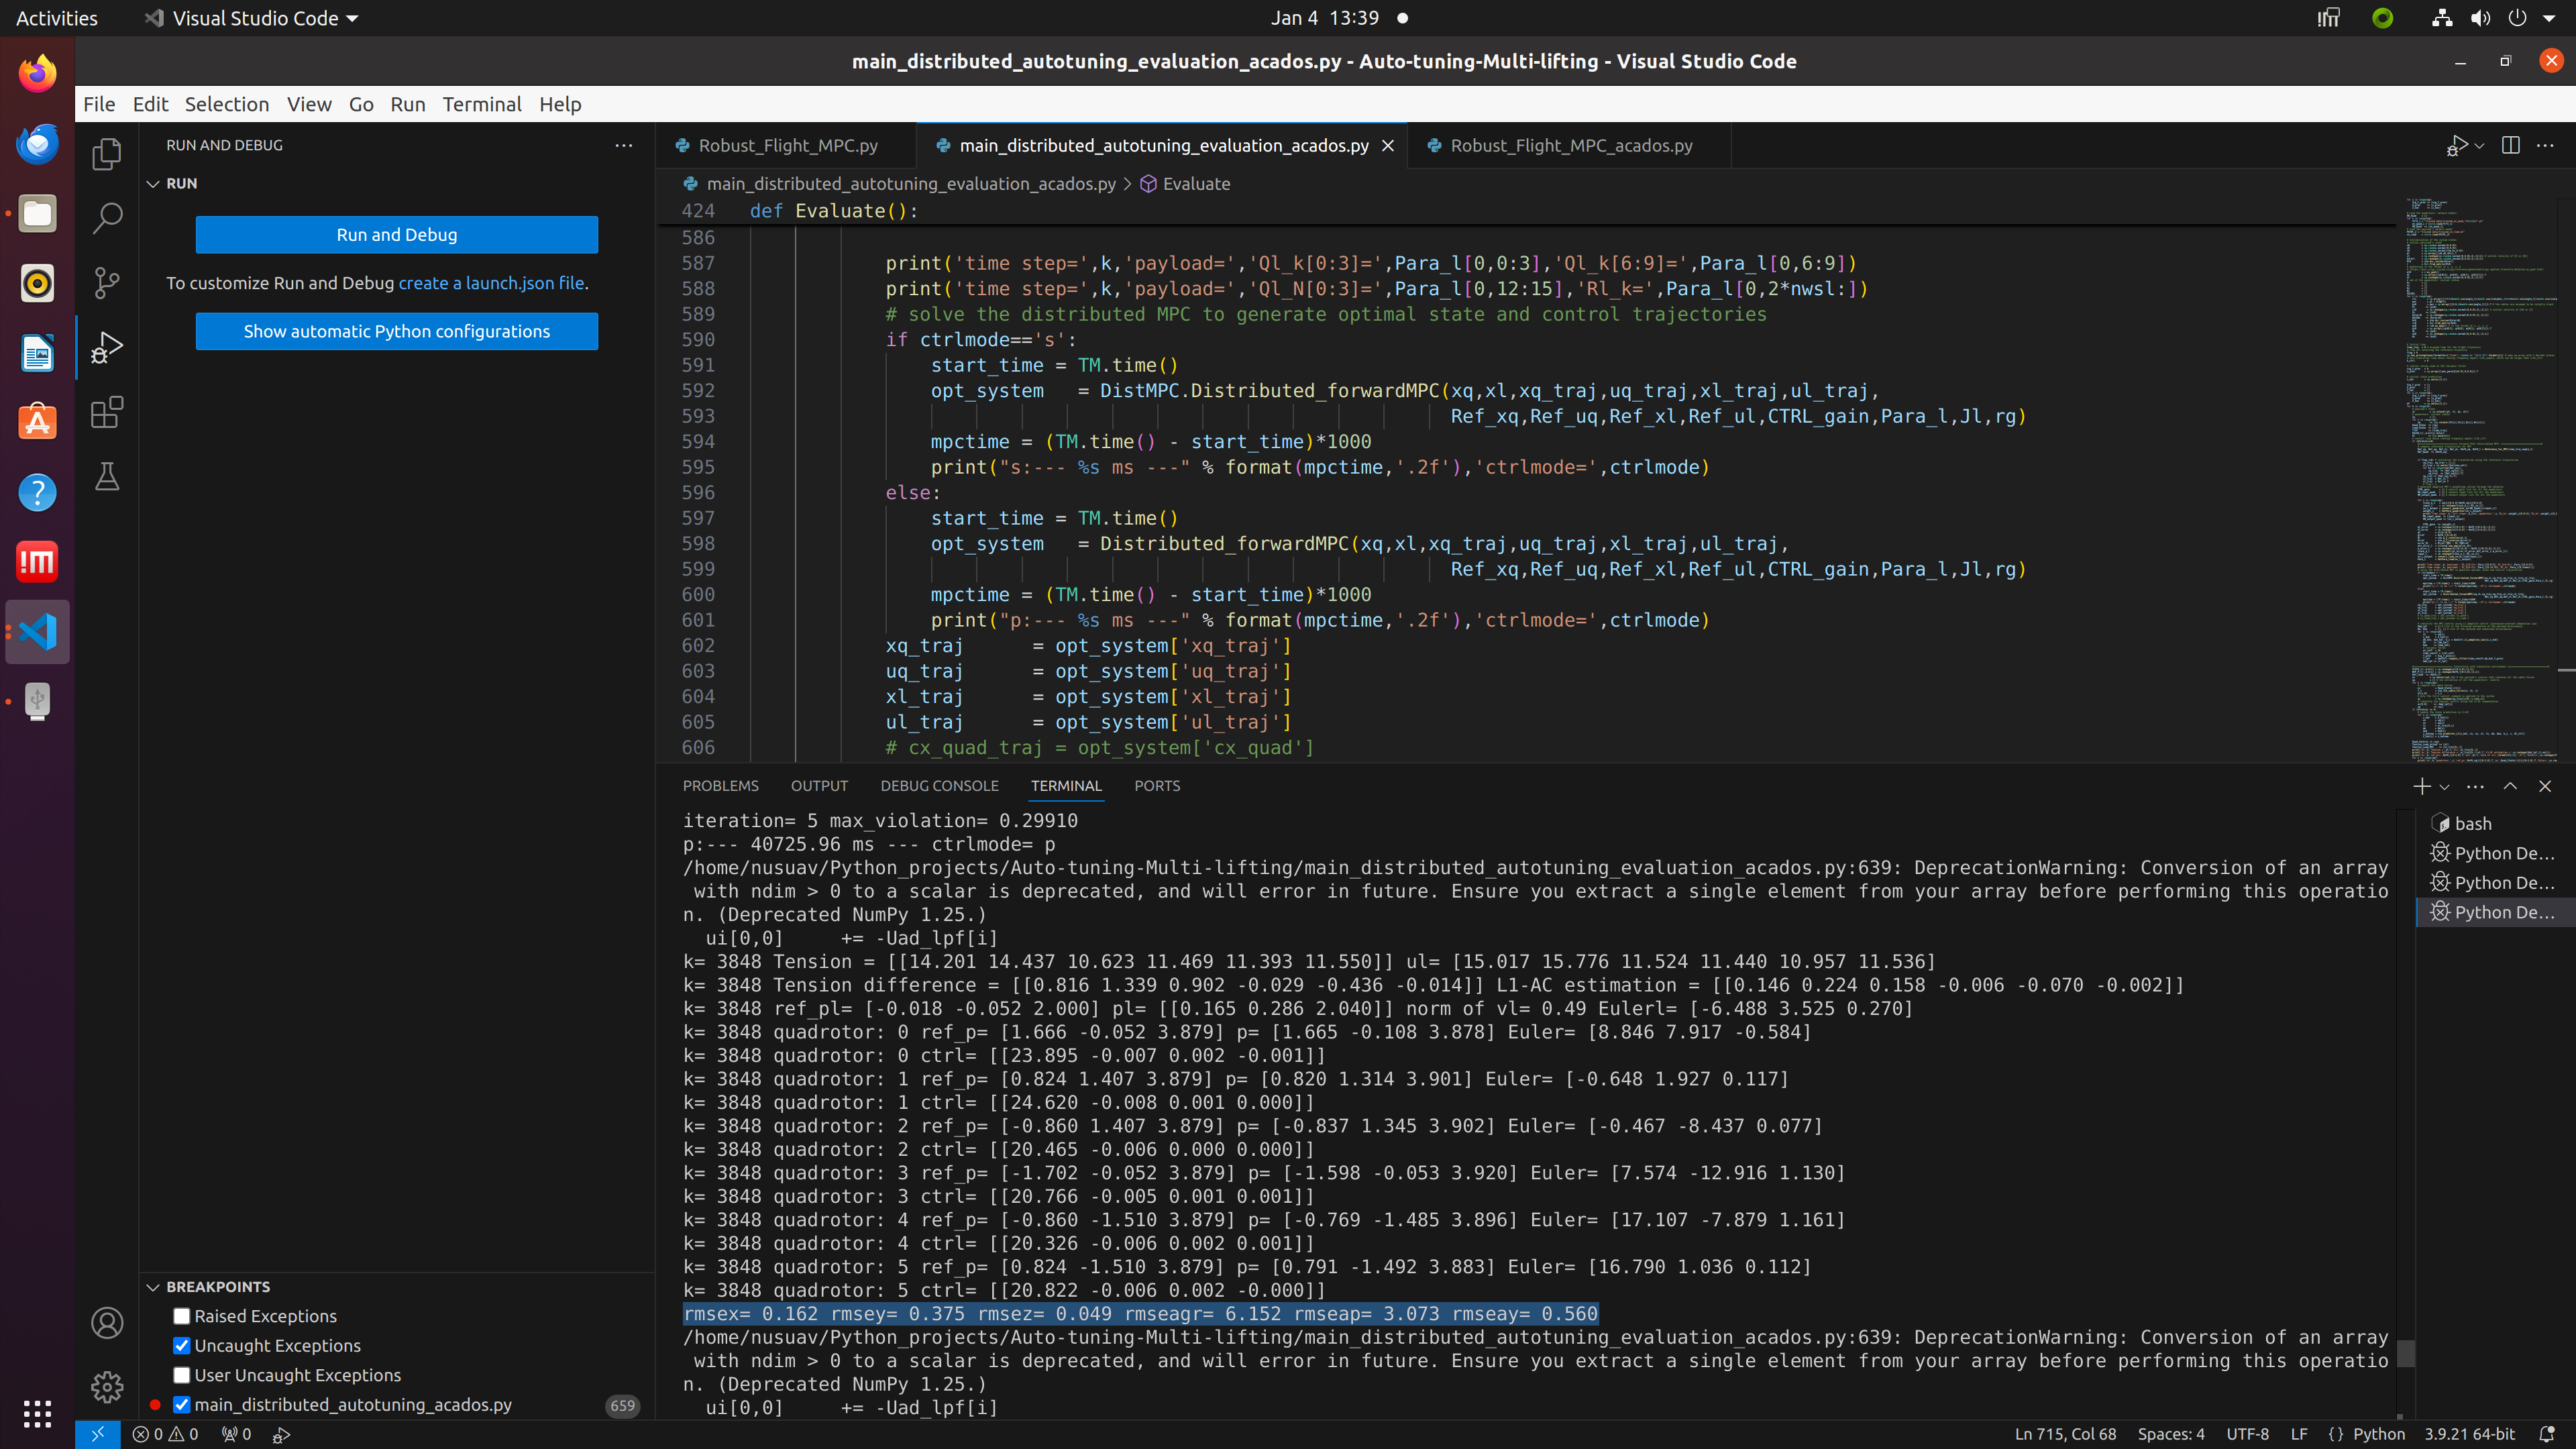 Activities
Visual Studio Code
Jan 4 13:39
main_distributed_autotuning_evaluation_acados.py - Auto-tuning-Multi-lifting - Visual Studio Code
File Edit Selection View Go Run Terminal Help
RUN AND DEBUG
RUN
Run and Debug
To customize Run and Debug create a launch.json file.
Show automatic Python configurations
Robust_Flight_MPC.py
main_distributed_autotuning_evaluation_acados.py
Robust_Flight_MPC_acados.py
main_distributed_autotuning_evaluation_acados.py > Evaluate
424 def Evaluate():
586
587 print('time step=',k,'payload=','Ql_k[0:3]=',Para_l[0,0:3],'Ql_k[6:9]=',Para_l[0,6:9])
588 print('time step=',k,'payload=','Ql_N[0:3]=',Para_l[0,12:15],'Rl_k=',Para_l[0,2*nwsl:])
589 # solve the distributed MPC to generate optimal state and control trajectories
590 if ctrlmode=='s':
591 start_time = TM.time()
592 opt_system = DistMPC.Distributed_forwardMPC(xq,xl,xq_traj,uq_traj,xl_traj,ul_traj,
593 Ref_xq,Ref_uq,Ref_xl,Ref_ul,CTRL_gain,Para_l,Jl,rg)
594 mpctime = (TM.time() - start_time)*1000
595 print("s:--- %s ms ---" % format(mpctime,'.2f'),'ctrlmode=',ctrlmode)
596 else:
597 start_time = TM.time()
598 opt_system = Distributed_forwardMPC(xq,xl,xq_traj,uq_traj,xl_traj,ul_traj,
599 Ref_xq,Ref_uq,Ref_xl,Ref_ul,CTRL_gain,Para_l,Jl,rg)
600 mpctime = (TM.time() - start_time)*1000
601 print("p:--- %s ms ---" % format(mpctime,'.2f'),'ctrlmode=',ctrlmode)
602 xq_traj = opt_system['xq_traj']
603 uq_traj = opt_system['uq_traj']
604 xl_traj = opt_system['xl_traj']
605 ul_traj = opt_system['ul_traj']
606 # cx_quad_traj = opt_system['cx_quad']
PROBLEMS OUTPUT DEBUG CONSOLE TERMINAL PORTS
iteration= 5 max_violation= 0.29910
p:--- 40725.96 ms --- ctrlmode= p
/home/nusuav/Python_projects/Auto-tuning-Multi-lifting/main_distributed_autotuning_evaluation_acados.py:639: DeprecationWarning: Conversion of an array
with ndim > 0 to a scalar is deprecated, and will error in future. Ensure you extract a single element from your array before performing this operatio
n. (Deprecated NumPy 1.25.)
ui[0,0] += -Uad_lpf[i]
k= 3848 Tension = [[14.201 14.437 10.623 11.469 11.393 11.550]] ul= [15.017 15.776 11.524 11.440 10.957 11.536]
k= 3848 Tension difference = [[0.816 1.339 0.902 -0.029 -0.436 -0.014]] L1-AC estimation = [[0.146 0.224 0.158 -0.006 -0.070 -0.002]]
k= 3848 ref_pl= [-0.018 -0.052 2.000] pl= [[0.165 0.286 2.040]] norm of vl= 0.49 Eulerl= [-6.488 3.525 0.270]
k= 3848 quadrotor: 0 ref_p= [1.666 -0.052 3.879] p= [1.665 -0.108 3.878] Euler= [8.846 7.917 -0.584]
k= 3848 quadrotor: 0 ctrl= [[23.895 -0.007 0.002 -0.001]]
k= 3848 quadrotor: 1 ref_p= [0.824 1.407 3.879] p= [0.820 1.314 3.901] Euler= [-0.648 1.927 0.117]
k= 3848 quadrotor: 1 ctrl= [[24.620 -0.008 0.001 0.000]]
k= 3848 quadrotor: 2 ref_p= [-0.860 1.407 3.879] p= [-0.837 1.345 3.902] Euler= [-0.467 -8.437 0.077]
k= 3848 quadrotor: 2 ctrl= [[20.465 -0.006 0.000 0.000]]
k= 3848 quadrotor: 3 ref_p= [-1.702 -0.052 3.879] p= [-1.598 -0.053 3.920] Euler= [7.574 -12.916 1.130]
k= 3848 quadrotor: 3 ctrl= [[20.766 -0.005 0.001 0.001]]
k= 3848 quadrotor: 4 ref_p= [-0.860 -1.510 3.879] p= [-0.769 -1.485 3.896] Euler= [17.107 -7.879 1.161]
k= 3848 quadrotor: 4 ctrl= [[20.326 -0.006 0.002 0.001]]
k= 3848 quadrotor: 5 ref_p= [0.824 -1.510 3.879] p= [0.791 -1.492 3.883] Euler= [16.790 1.036 0.112]
k= 3848 quadrotor: 5 ctrl= [[20.822 -0.006 0.002 -0.000]]
rmsex= 0.162 rmsey= 0.375 rmsez= 0.049 rmseagr= 6.152 rmseap= 3.073 rmseay= 0.560
/home/nusuav/Python_projects/Auto-tuning-Multi-lifting/main_distributed_autotuning_evaluation_acados.py:639: DeprecationWarning: Conversion of an array
with ndim > 0 to a scalar is deprecated, and will error in future. Ensure you extract a single element from your array before performing this operatio
n. (Deprecated NumPy 1.25.)
ui[0,0] += -Uad_lpf[i]
bash
Python De...
Python De...
Python De...
BREAKPOINTS
Raised Exceptions
Uncaught Exceptions
User Uncaught Exceptions
main_distributed_autotuning_acados.py 659
0 0 0
Ln 715, Col 68 Spaces: 4 UTF-8 LF {} Python 3.9.21 64-bit